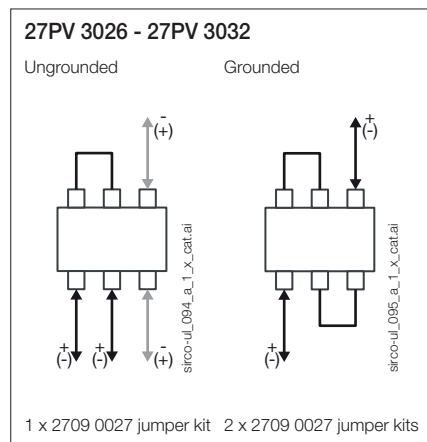 27PV 3026 - 27PV 3032
Ungrounded Grounded
-
(+)
+
(-)
sirco-ul_094_a_1_x_cat.ai
sirco-ul_095_a_1_x_cat.ai
+
(-)
+
(-)
-
(+)
+
(-)
1 x 2709 0027 jumper kit 2 x 2709 0027 jumper kits